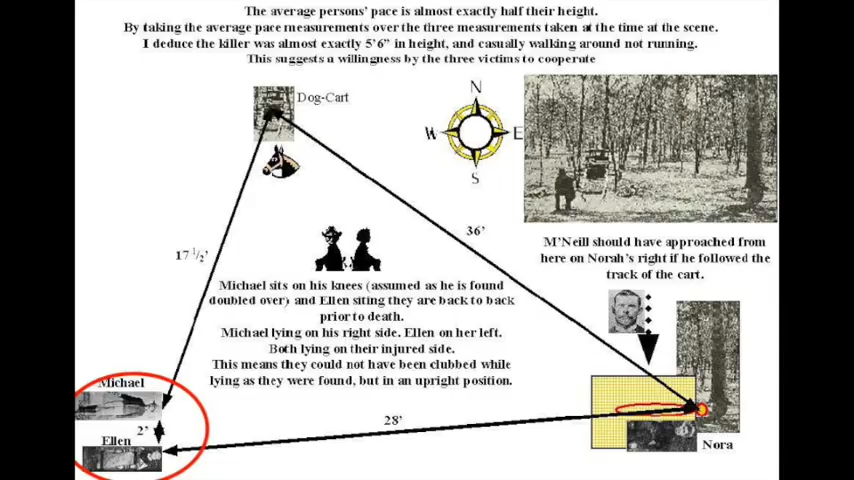 The average persons' pace is almost exactly half their height.
By taking the average pace measurements over the three measurements taken at the time at the scene.
I deduce the killer was almost exactly 5'6" in height, and casually walking around not running.
This suggests a willingness by the three victims to cooperate
Dog-Cart
N
W
E
S
36'
17 1/2'
M'Neill should have approached from
here on Norah's right if he followed the
track of the cart.
Michael sits on his knees (assumed as he is found
doubled over) and Ellen siting they are back to back
prior to death.
Michael lying on his right side. Ellen on her left.
Both lying on their injured side.
This means they could not have been clubbed while
lying as they were found, but in an upright position.
Michael
2'
Ellen
28'
Nora